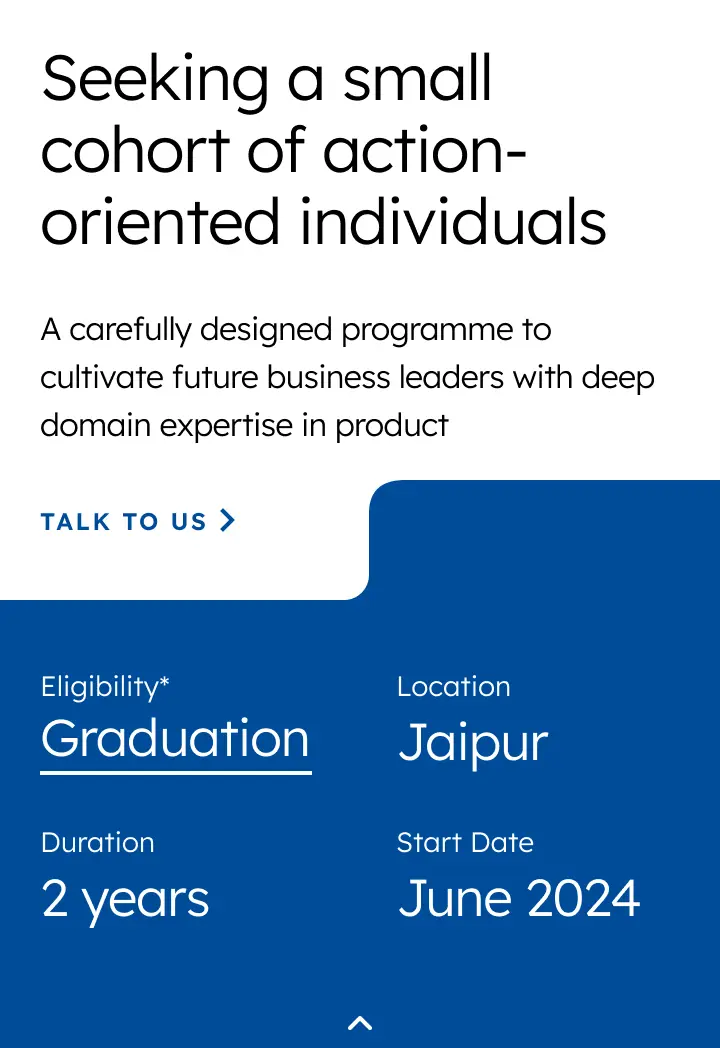 Seeking a small
cohort of action-
oriented individuals
A carefully designed programme to
cultivate future business leaders with deep
domain expertise in product
TALK TO US
Eligibility*
Graduation
Location
Jaipur
Duration
2 years
Start Date
June 2024